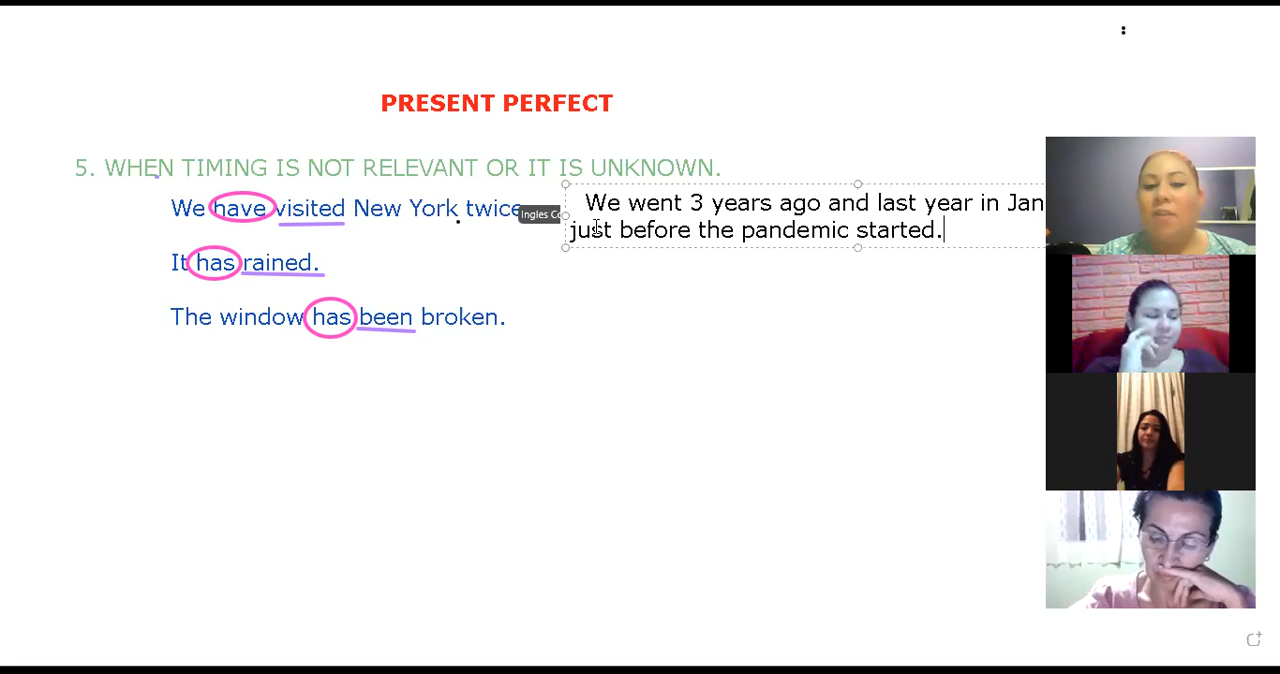 PRESENT PERFECT
5. WHEN TIMING IS NOT RELEVANT OR IT IS UNKNOWN.
We have visited New York twice
Ingles Co
We went 3 years ago and last year in Jan
just before the pandemic started.
It has rained.
The window has been broken.